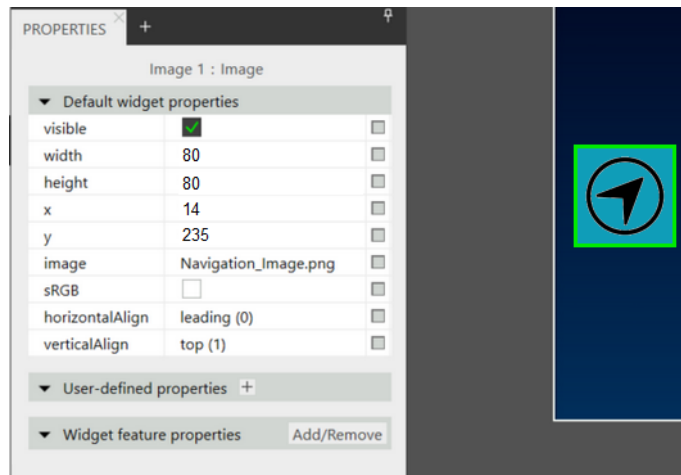 PROPERTIES × +
Image 1 : Image
Default widget properties
visible
width 80
height 80
x 14
y 235
image Navigation_Image.png
sRGB
horizontalAlign leading (0)
verticalAlign top (1)
User-defined properties +
Widget feature properties Add/Remove